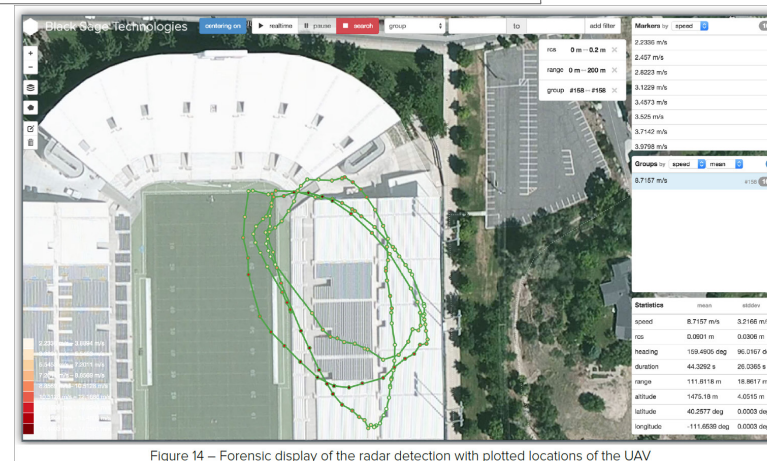 Black Sage Technologies
centering on
realtime
pause
search
group
to
add filter
rcs 0 m – 0.2 m
range 0 m – 200 m
group #158 – #158
Markers by speed
2.2336 m/s
2.457 m/s
2.8223 m/s
3.1229 m/s
3.4573 m/s
3.525 m/s
3.7142 m/s
3.9798 m/s
Groups by speed mean
8.7157 m/s #158
Statistics mean stddev
speed 8.7157 m/s 3.2166 m/
rcs 0.0931 m 0.0306 m
heading 159.4905 deg 96.0167 de
duration 44.3292 s 26.0365 s
range 111.6118 m 18.8617 m
altitude 1475.18 m 4.0515 m
latitude 40.2577 deg 0.0003 deg
longitude -111.6539 deg 0.0003 deg
Figure 14 – Forensic display of the radar detection with plotted locations of the UAV